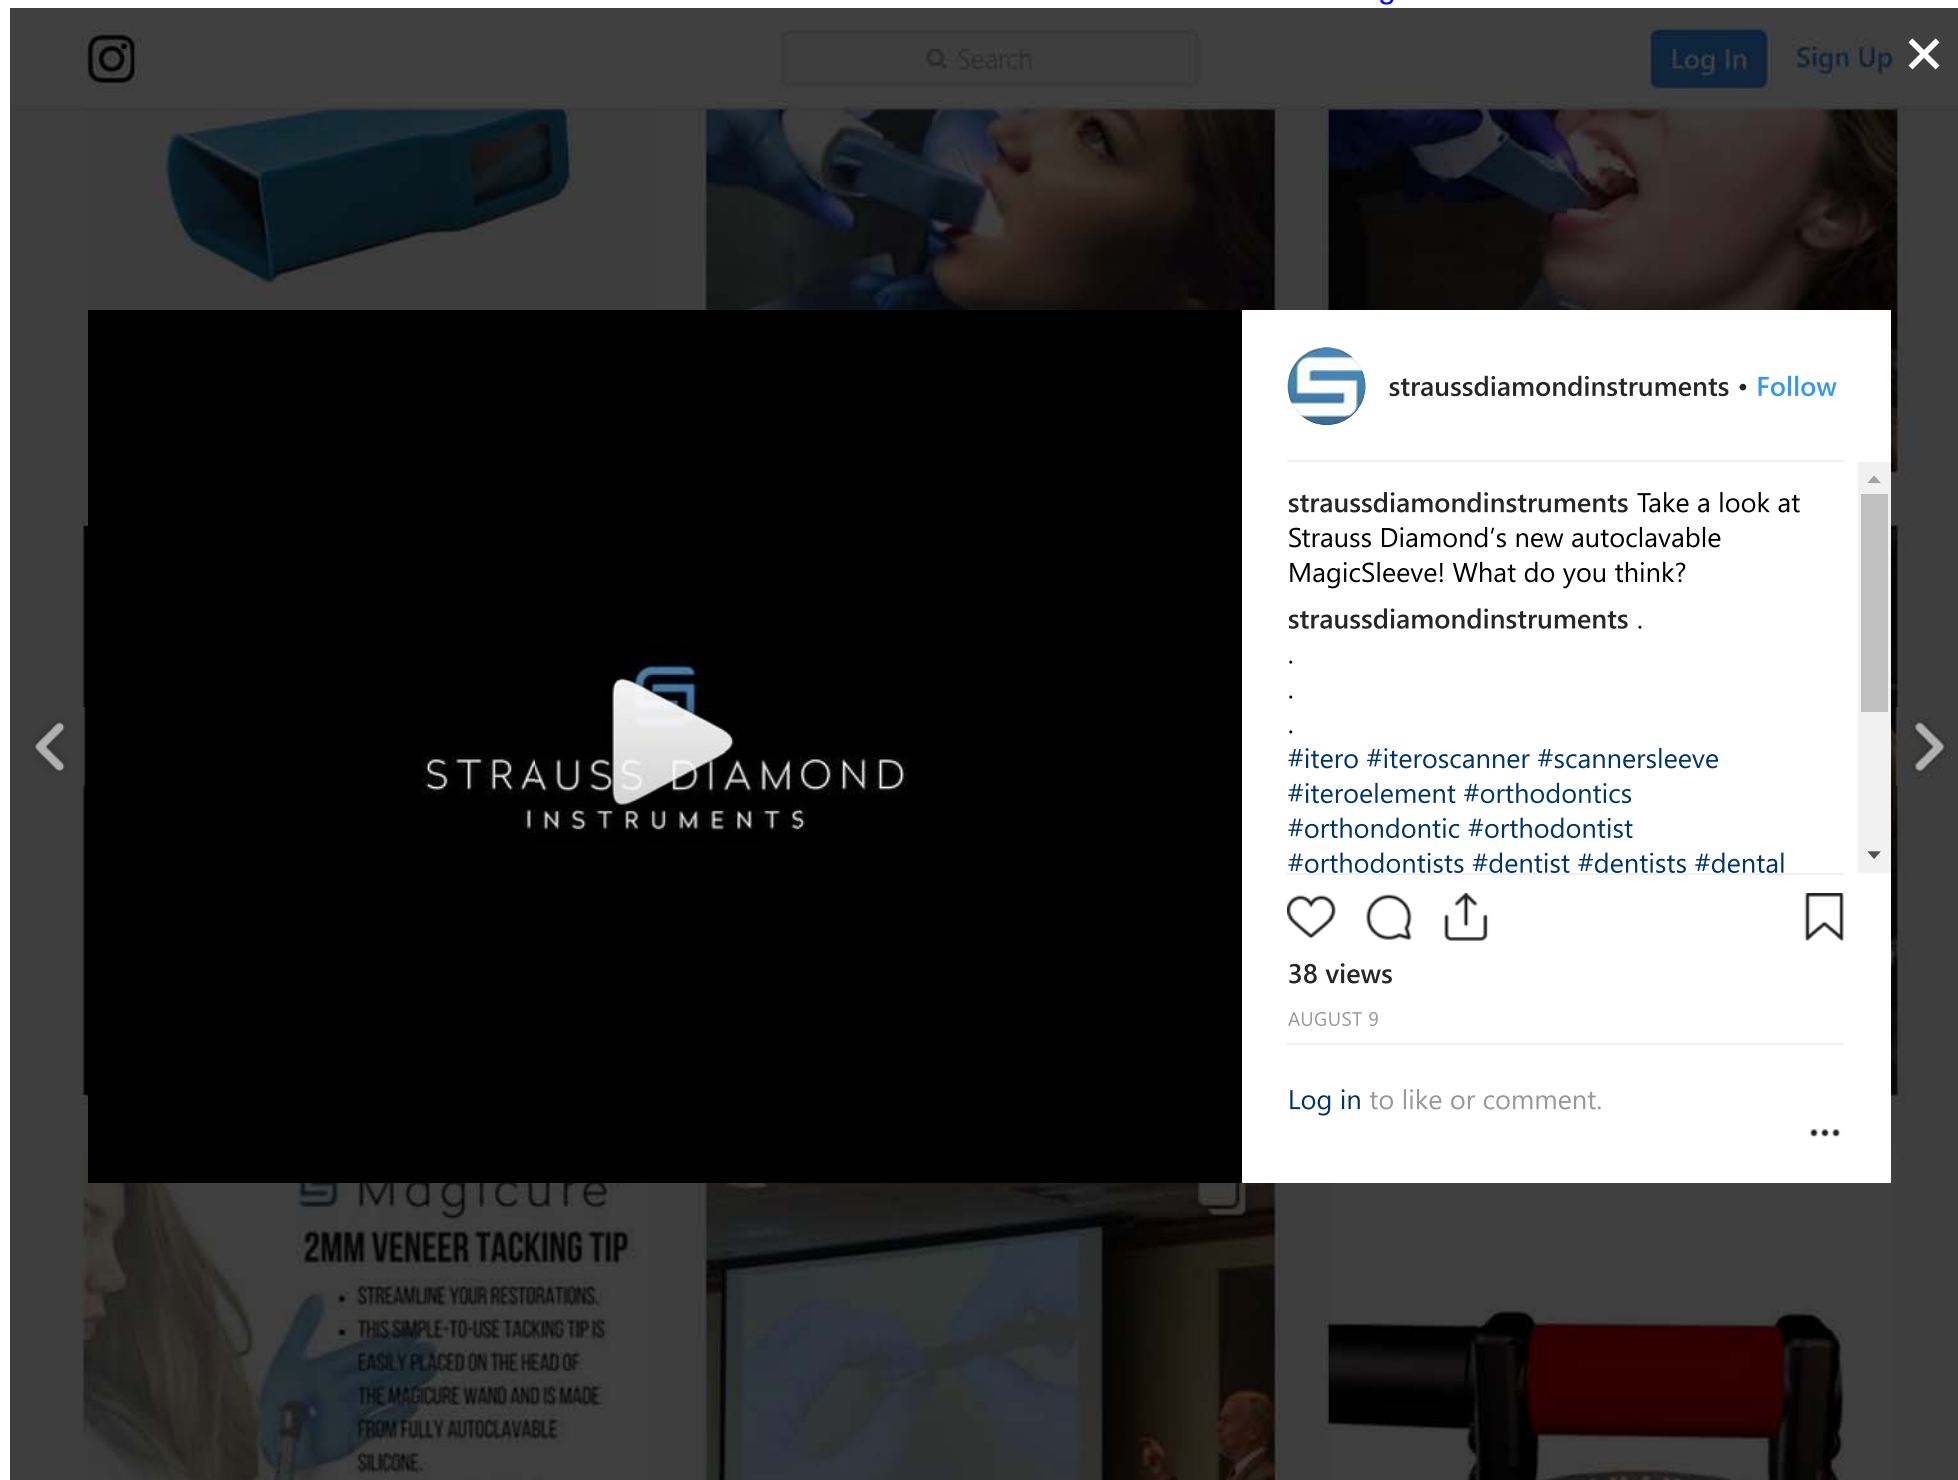 Search
Log In
Sign Up
STRAUSS DIAMOND
INSTRUMENTS
straussdiamondinstruments • Follow
straussdiamondinstruments Take a look at
Strauss Diamond’s new autoclavable
MagicSleeve! What do you think?
straussdiamondinstruments .
.
.
.
#itero #iteroscanner #scannersleeve
#iteroelement #orthodontics
#orthondontic #orthodontist
#orthodontists #dentist #dentists #dental
38 views
AUGUST 9
Log in to like or comment.
Magicure
2MM VENEER TACKING TIP
• STREAMLINE YOUR RESTORATIONS.
• THIS SIMPLE-TO-USE TACKING TIP IS
EASILY PLACED ON THE HEAD OF
THE MAGICURE WAND AND IS MADE
FROM FULLY AUTOCLAVABLE
SILICONE.